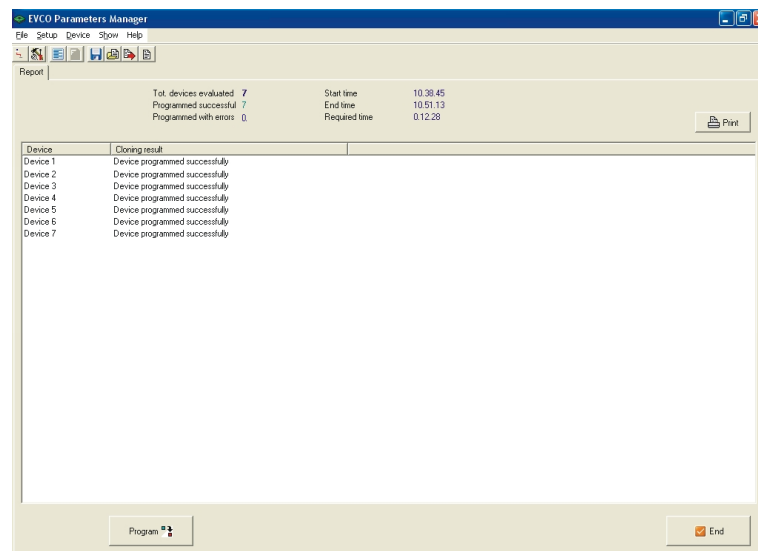 EVCO Parameters Manager
File Setup Device Show Help
Report
Tot. devices evaluated 7 Start time 10.38.45
Programmed successful 7 End time 10.51.13
Programmed with errors 0 Required time 0.12.28
Print
Device Cloning result
Device 1 Device programmed successfully
Device 2 Device programmed successfully
Device 3 Device programmed successfully
Device 4 Device programmed successfully
Device 5 Device programmed successfully
Device 6 Device programmed successfully
Device 7 Device programmed successfully
Program End